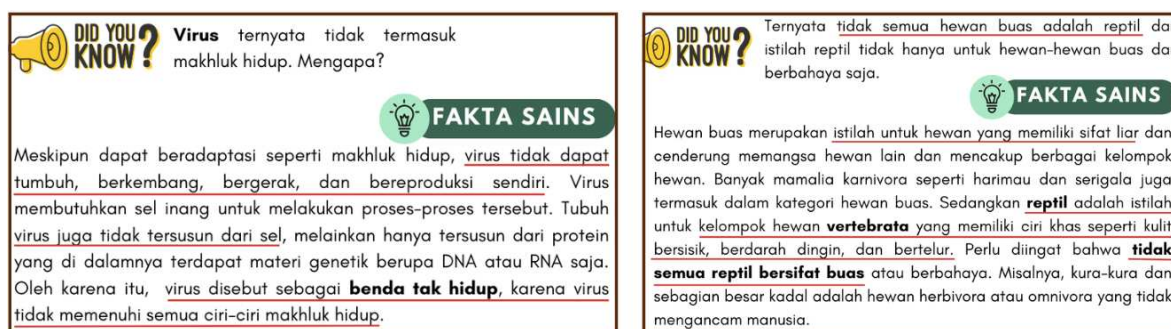 DID YOU KNOW?
Virus ternyata tidak termasuk
makhluk hidup. Mengapa?
FAKTA SAINS
Meskipun dapat beradaptasi seperti makhluk hidup, virus tidak dapat
tumbuh, berkembang, bergerak, dan bereproduksi sendiri. Virus
membutuhkan sel inang untuk melakukan proses-proses tersebut. Tubuh
virus juga tidak tersusun dari sel, melainkan hanya tersusun dari protein
yang di dalamnya terdapat materi genetik berupa DNA atau RNA saja.
Oleh karena itu, virus disebut sebagai benda tak hidup, karena virus
tidak memenuhi semua ciri-ciri makhluk hidup.
DID YOU KNOW?
Ternyata tidak semua hewan buas adalah reptil da
istilah reptil tidak hanya untuk hewan-hewan buas da
berbahaya saja.
FAKTA SAINS
Hewan buas merupakan istilah untuk hewan yang memiliki sifat liar dan
cenderung memangsa hewan lain dan mencakup berbagai kelompok
hewan. Banyak mamalia karnivora seperti harimau dan serigala juga
termasuk dalam kategori hewan buas. Sedangkan reptil adalah istilah
untuk kelompok hewan vertebrata yang memiliki ciri khas seperti kulit
bersisik, berdarah dingin, dan bertelur. Perlu diingat bahwa tidak
semua reptil bersifat buas atau berbahaya. Misalnya, kura-kura dan
sebagian besar kadal adalah hewan herbivora atau omnivora yang tidak
mengancam manusia.